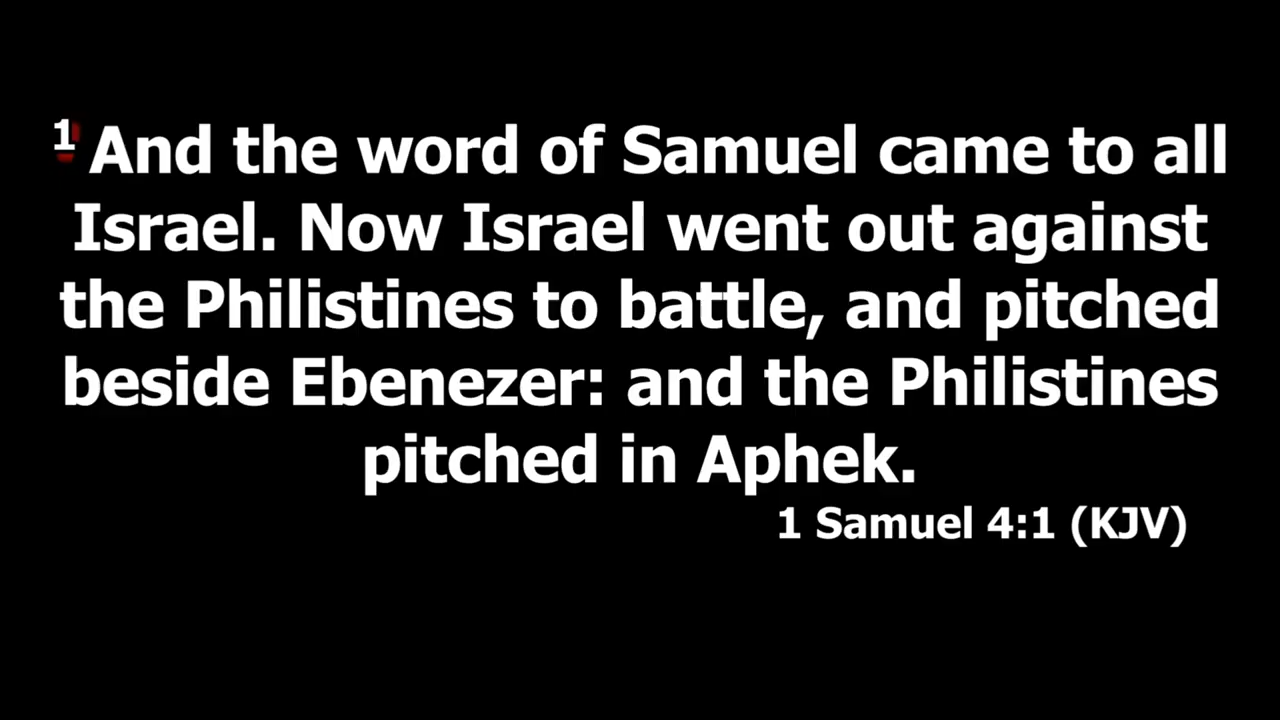 1 And the word of Samuel came to all
Israel. Now Israel went out against
the Philistines to battle, and pitched
beside Ebenezer: and the Philistines
pitched in Aphek.
1 Samuel 4:1 (KJV)